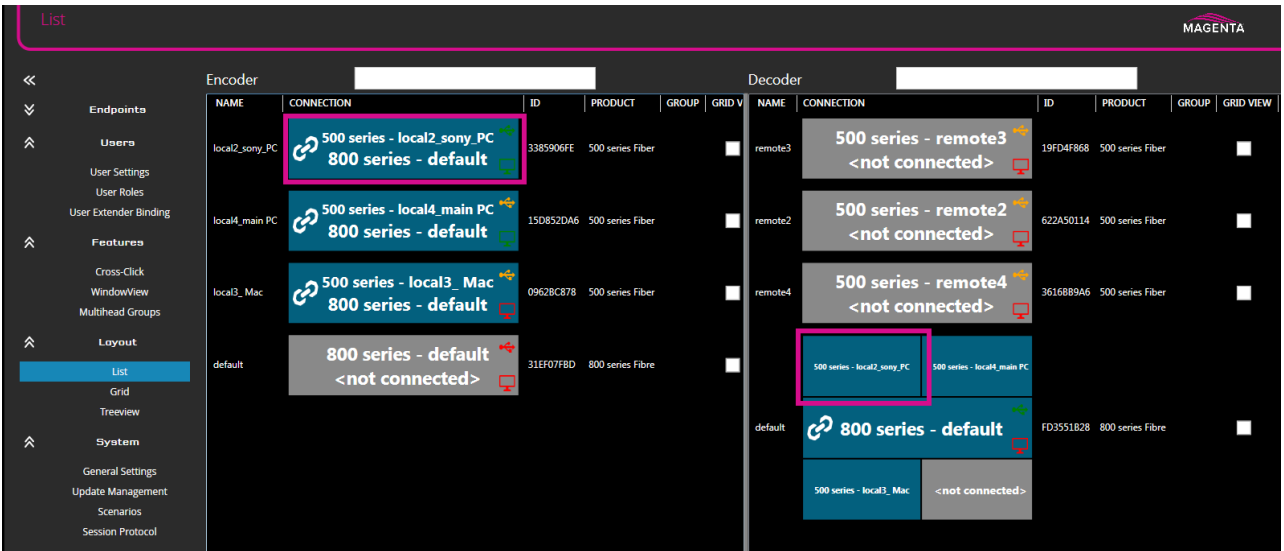 List
MAGENTA
Encoder
Decoder
Endpoints
Users
User Settings
User Roles
User Extender Binding
Features
Cross-Click
WindowView
Multihead Groups
Layout
List
Grid
Treeview
System
General Settings
Update Management
Scenarios
Session Protocol
NAME CONNECTION ID PRODUCT GROUP GRID V
local2_sony_PC 500 series - local2_sony_PC 3385906FE 500 series Fiber
800 series - default
local4_main PC 500 series - local4_main PC 15D852DA6 500 series Fiber
800 series - default
local3_ Mac 500 series - local3_ Mac 0962BC878 500 series Fiber
800 series - default
default 800 series - default 31EF07FBD 800 series Fibre
<not connected>
NAME CONNECTION ID PRODUCT GROUP GRID VIEW
remote3 500 series - remote3 19FD4F868 500 series Fiber
<not connected>
remote2 500 series - remote2 622A50114 500 series Fiber
<not connected>
remote4 500 series - remote4 3616BB9A6 500 series Fiber
<not connected>
500 series - local2_sony_PC 500 series - local4_main PC
default 800 series - default FD3551B28 800 series Fibre
500 series - local3_ Mac <not connected>